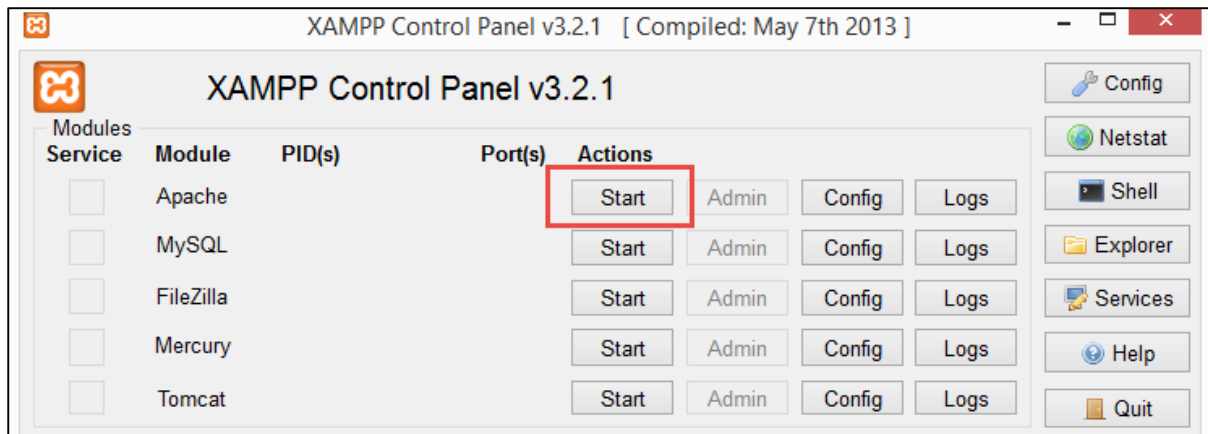 XAMPP Control Panel v3.2.1 [ Compiled: May 7th 2013 ]
XAMPP Control Panel v3.2.1
Config
Modules
Netstat
Service Module PID(s) Port(s) Actions
Apache Start Admin Config Logs
Shell
MySQL Start Admin Config Logs
Explorer
FileZilla Start Admin Config Logs
Services
Mercury Start Admin Config Logs
Help
Tomcat Start Admin Config Logs
Quit